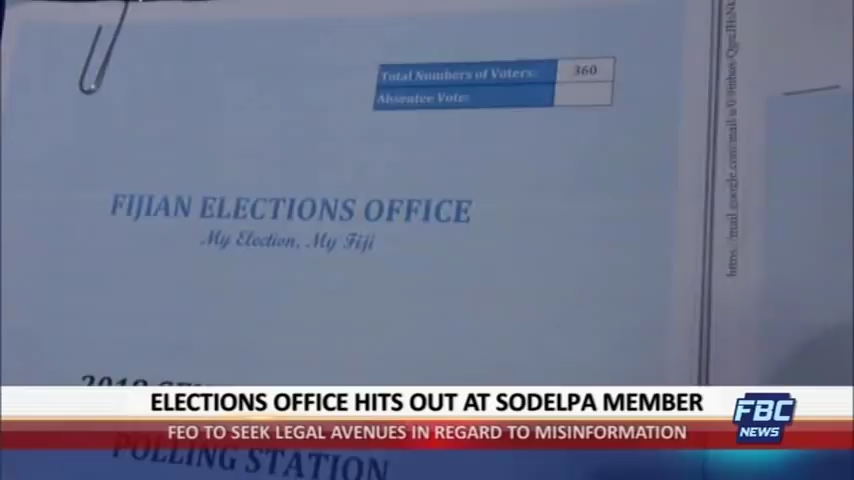 Total Numbers of Voters: 360
Absentee Vote:
FIJIAN ELECTIONS OFFICE
My Election, My Fiji
ELECTIONS OFFICE HITS OUT AT SODELPA MEMBER
FEO TO SEEK LEGAL AVENUES IN REGARD TO MISINFORMATION
FBC
NEWS
POLLING STATION